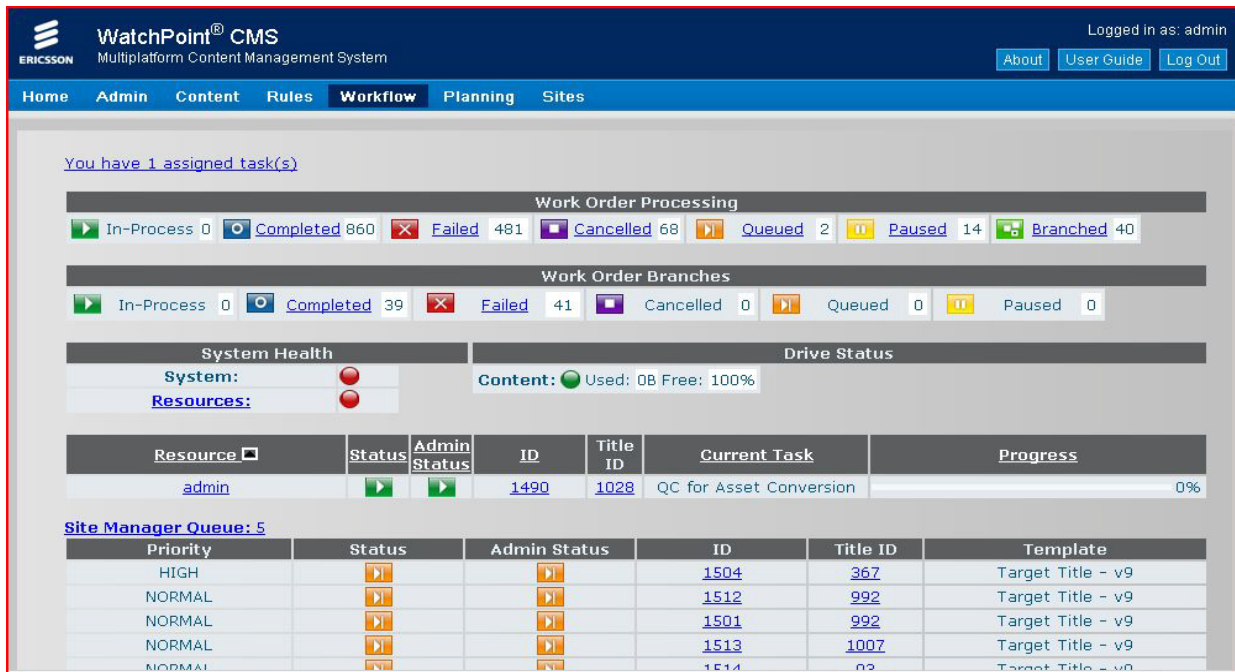 WatchPoint® CMS
Multiplatform Content Management System
ERICSSON
Logged in as: admin
About User Guide Log Out
Home Admin Content Rules Workflow Planning Sites
You have 1 assigned task(s)
Work Order Processing
In-Process 0 Completed 860 Failed 481 Cancelled 68 Queued 2 Paused 14 Branched 40
Work Order Branches
In-Process 0 Completed 39 Failed 41 Cancelled 0 Queued 0 Paused 0
System Health Drive Status
System: Content: Used: 0B Free: 100%
Resources:
Resource Status Admin Status ID Title ID Current Task Progress
admin 1490 1028 QC for Asset Conversion 0%
Site Manager Queue: 5
Priority Status Admin Status ID Title ID Template
HIGH 1504 367 Target Title - v9
NORMAL 1512 992 Target Title - v9
NORMAL 1501 992 Target Title - v9
NORMAL 1513 1007 Target Title - v9
NORMAL 1514 Target Title - v9